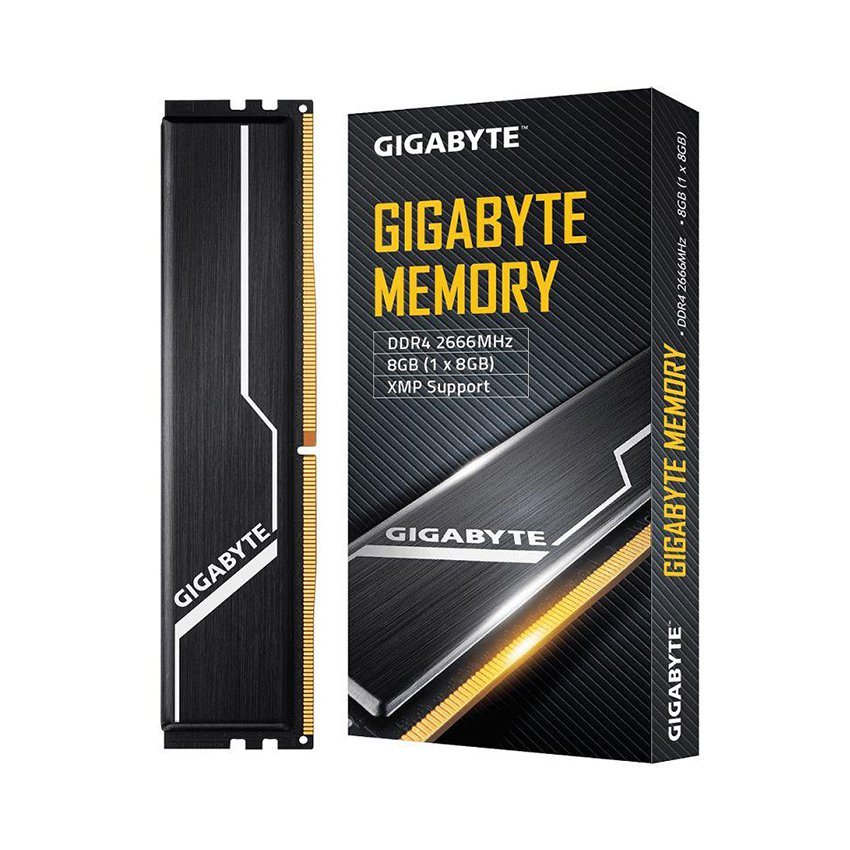 GIGABYTE
GIGABYTE™
GIGABYTE
MEMORY
DDR4 2666MHz
8GB (1 x 8GB)
XMP Support
GIGABYTE
GIGABYTE™
GIGABYTE MEMORY
• DDR4 2666MHz • 8GB (1 x 8GB)